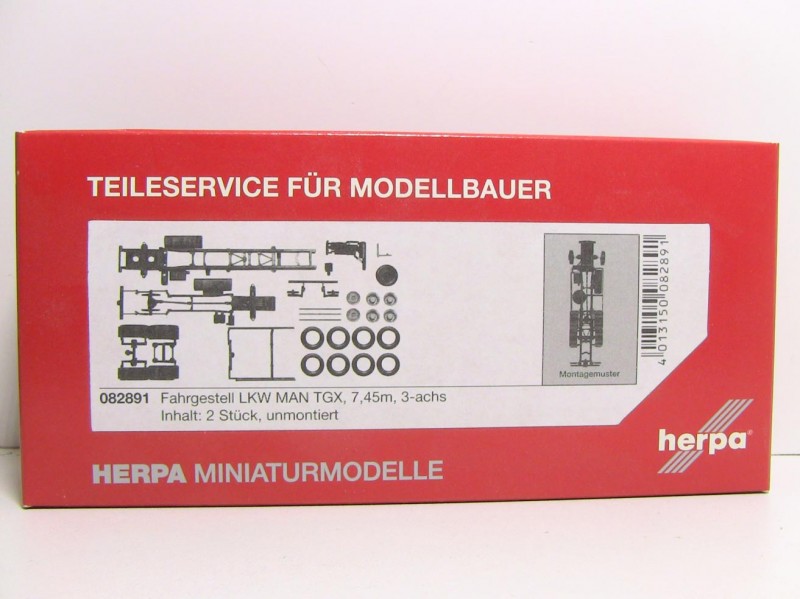 TEILESERVICE FÜR MODELLBAUER
Montagemuster
4 013150 082891
082891 Fahrgestell LKW MAN TGX, 7,45m, 3-achs
Inhalt: 2 Stück, unmontiert
herpa®
HERPA MINIATURMODELLE